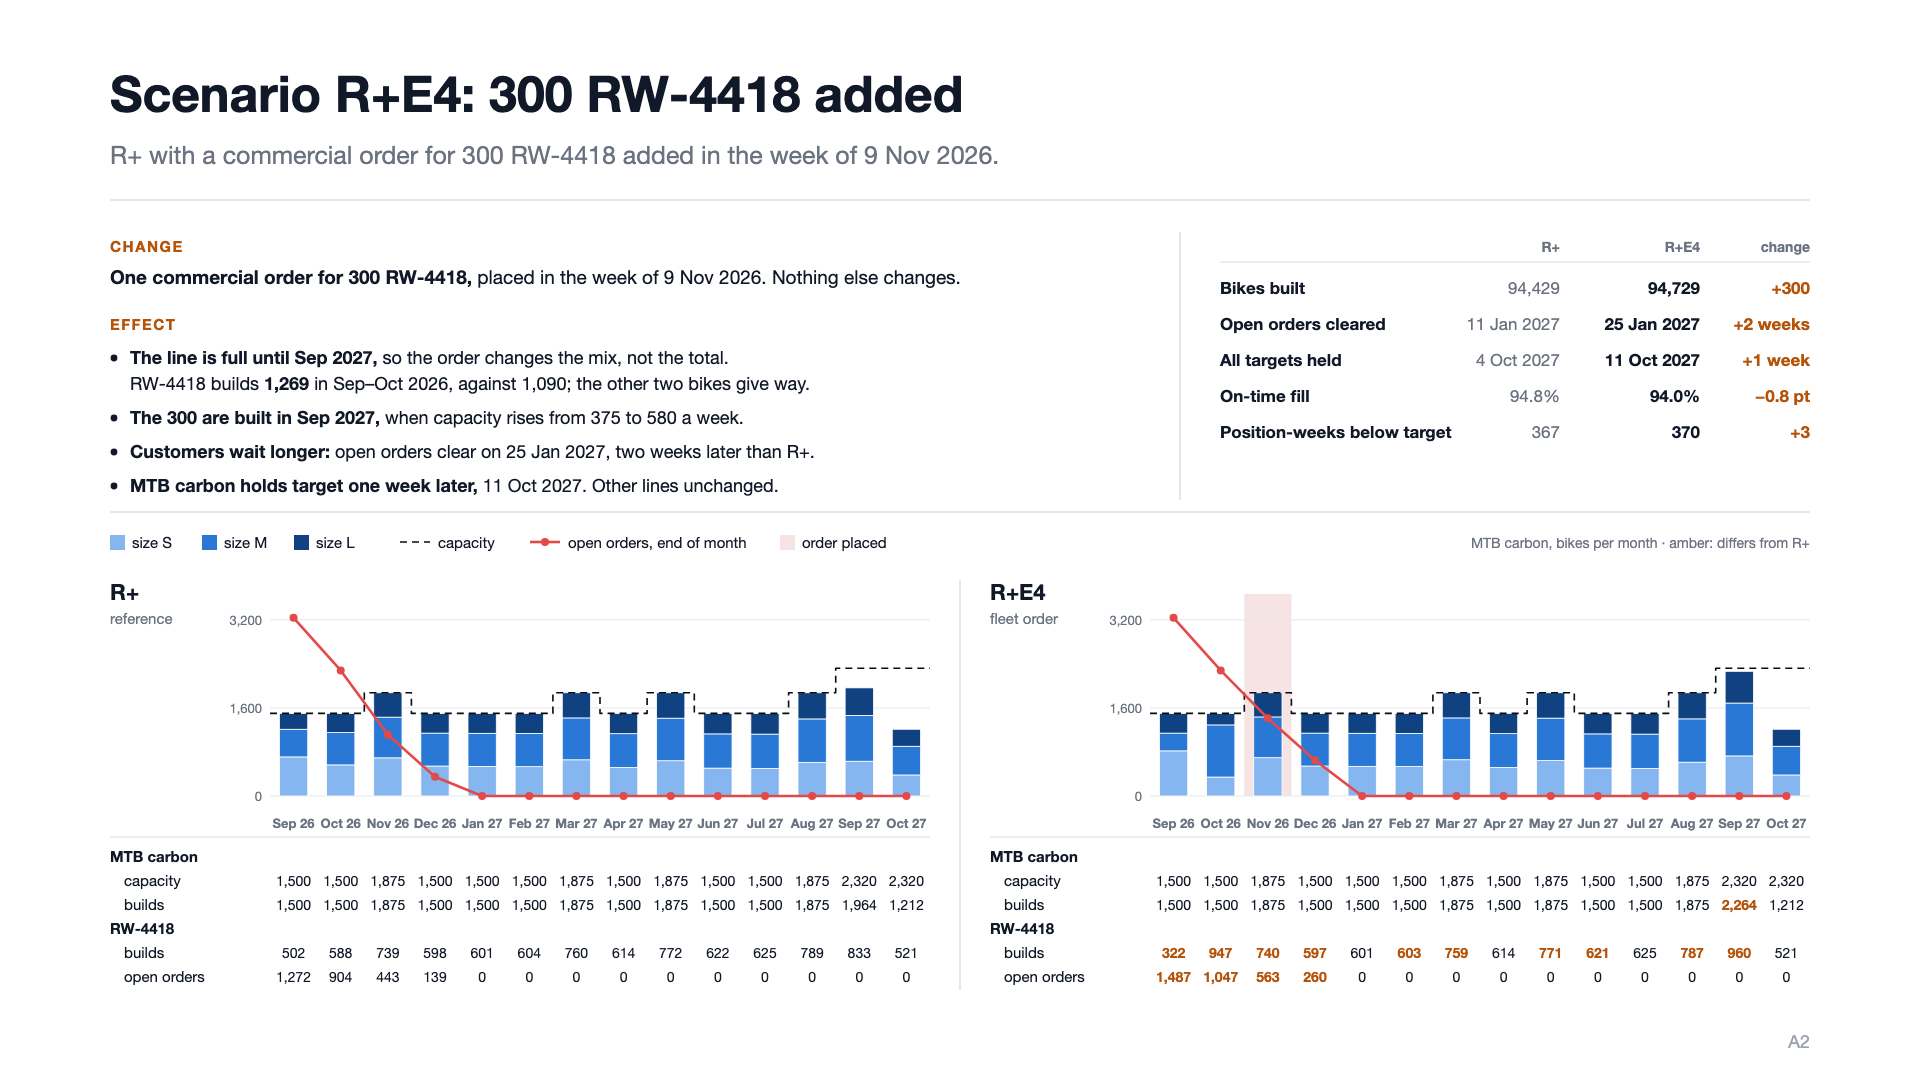 Scenario R+E4: 300 RW-4418 added
R+ with a commercial order for 300 RW-4418 added in the week of 9 Nov 2026.
CHANGE
One commercial order for 300 RW-4418, placed in the week of 9 Nov 2026. Nothing else changes.
EFFECT
• The line is full until Sep 2027, so the order changes the mix, not the total.
RW-4418 builds 1,269 in Sep–Oct 2026, against 1,090; the other two bikes give way.
• The 300 are built in Sep 2027, when capacity rises from 375 to 580 a week.
• Customers wait longer: open orders clear on 25 Jan 2027, two weeks later than R+.
• MTB carbon holds target one week later, 11 Oct 2027. Other lines unchanged.
R+ R+E4 change
Bikes built 94,429 94,729 +300
Open orders cleared 11 Jan 2027 25 Jan 2027 +2 weeks
All targets held 4 Oct 2027 11 Oct 2027 +1 week
On-time fill 94.8% 94.0% −0.8 pt
Position-weeks below target 367 370 +3
size S size M size L capacity open orders, end of month order placed
MTB carbon, bikes per month · amber: differs from R+
R+
reference
3,200
1,600
0
Sep 26 Oct 26 Nov 26 Dec 26 Jan 27 Feb 27 Mar 27 Apr 27 May 27 Jun 27 Jul 27 Aug 27 Sep 27 Oct 27
MTB carbon
capacity 1,500 1,500 1,875 1,500 1,500 1,500 1,875 1,500 1,875 1,500 1,500 1,875 2,320 2,320
builds 1,500 1,500 1,875 1,500 1,500 1,500 1,875 1,500 1,875 1,500 1,500 1,875 1,964 1,212
RW-4418
builds 502 588 739 598 601 604 760 614 772 622 625 789 833 521
open orders 1,272 904 443 139 0 0 0 0 0 0 0 0 0 0
R+E4
fleet order
3,200
1,600
0
Sep 26 Oct 26 Nov 26 Dec 26 Jan 27 Feb 27 Mar 27 Apr 27 May 27 Jun 27 Jul 27 Aug 27 Sep 27 Oct 27
MTB carbon
capacity 1,500 1,500 1,875 1,500 1,500 1,500 1,875 1,500 1,875 1,500 1,500 1,875 2,320 2,320
builds 1,500 1,500 1,875 1,500 1,500 1,500 1,875 1,500 1,875 1,500 1,500 1,875 2,264 1,212
RW-4418
builds 322 947 740 597 601 603 759 614 771 621 625 787 960 521
open orders 1,487 1,047 563 260 0 0 0 0 0 0 0 0 0 0
A2